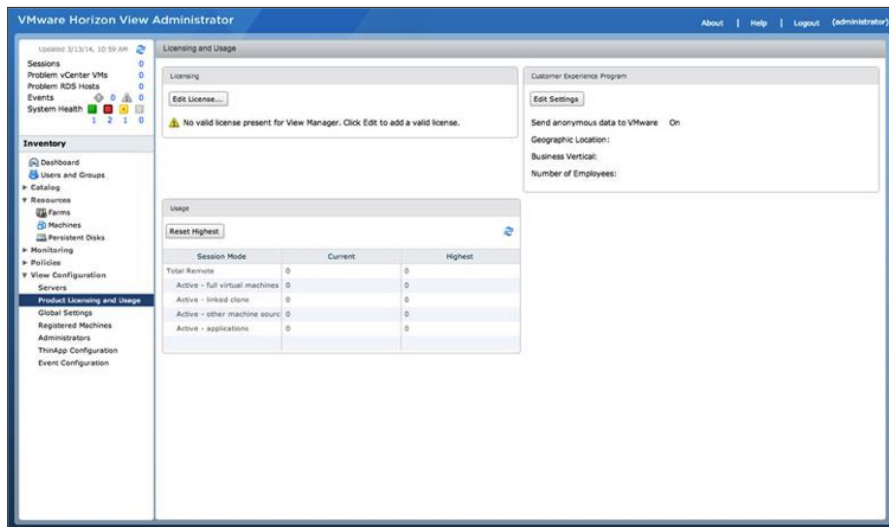 VMware Horizon View Administrator
About | Help | Logout (administrator)
Updated 3/13/14, 10:59 AM
Sessions 0
Problem vCenter VMs 0
Problem RDS Hosts 0
Events 0 0
System Health
1 2 1 0
Inventory
Dashboard
Users and Groups
Catalog
Resources
Farms
Machines
Persistent Disks
Monitoring
Policies
View Configuration
Servers
Product Licensing and Usage
Global Settings
Registered Machines
Administrators
ThinApp Configuration
Event Configuration
Licensing and Usage
Licensing
Edit License...
No valid license present for View Manager. Click Edit to add a valid license.
Customer Experience Program
Edit Settings
Send anonymous data to VMware On
Geographic Location:
Business Vertical:
Number of Employees:
Usage
Reset Highest
Session Mode Current Highest
Total Remote 0 0
Active - full virtual machines 0 0
Active - linked clone 0 0
Active - other machine sourc 0 0
Active - applications 0 0